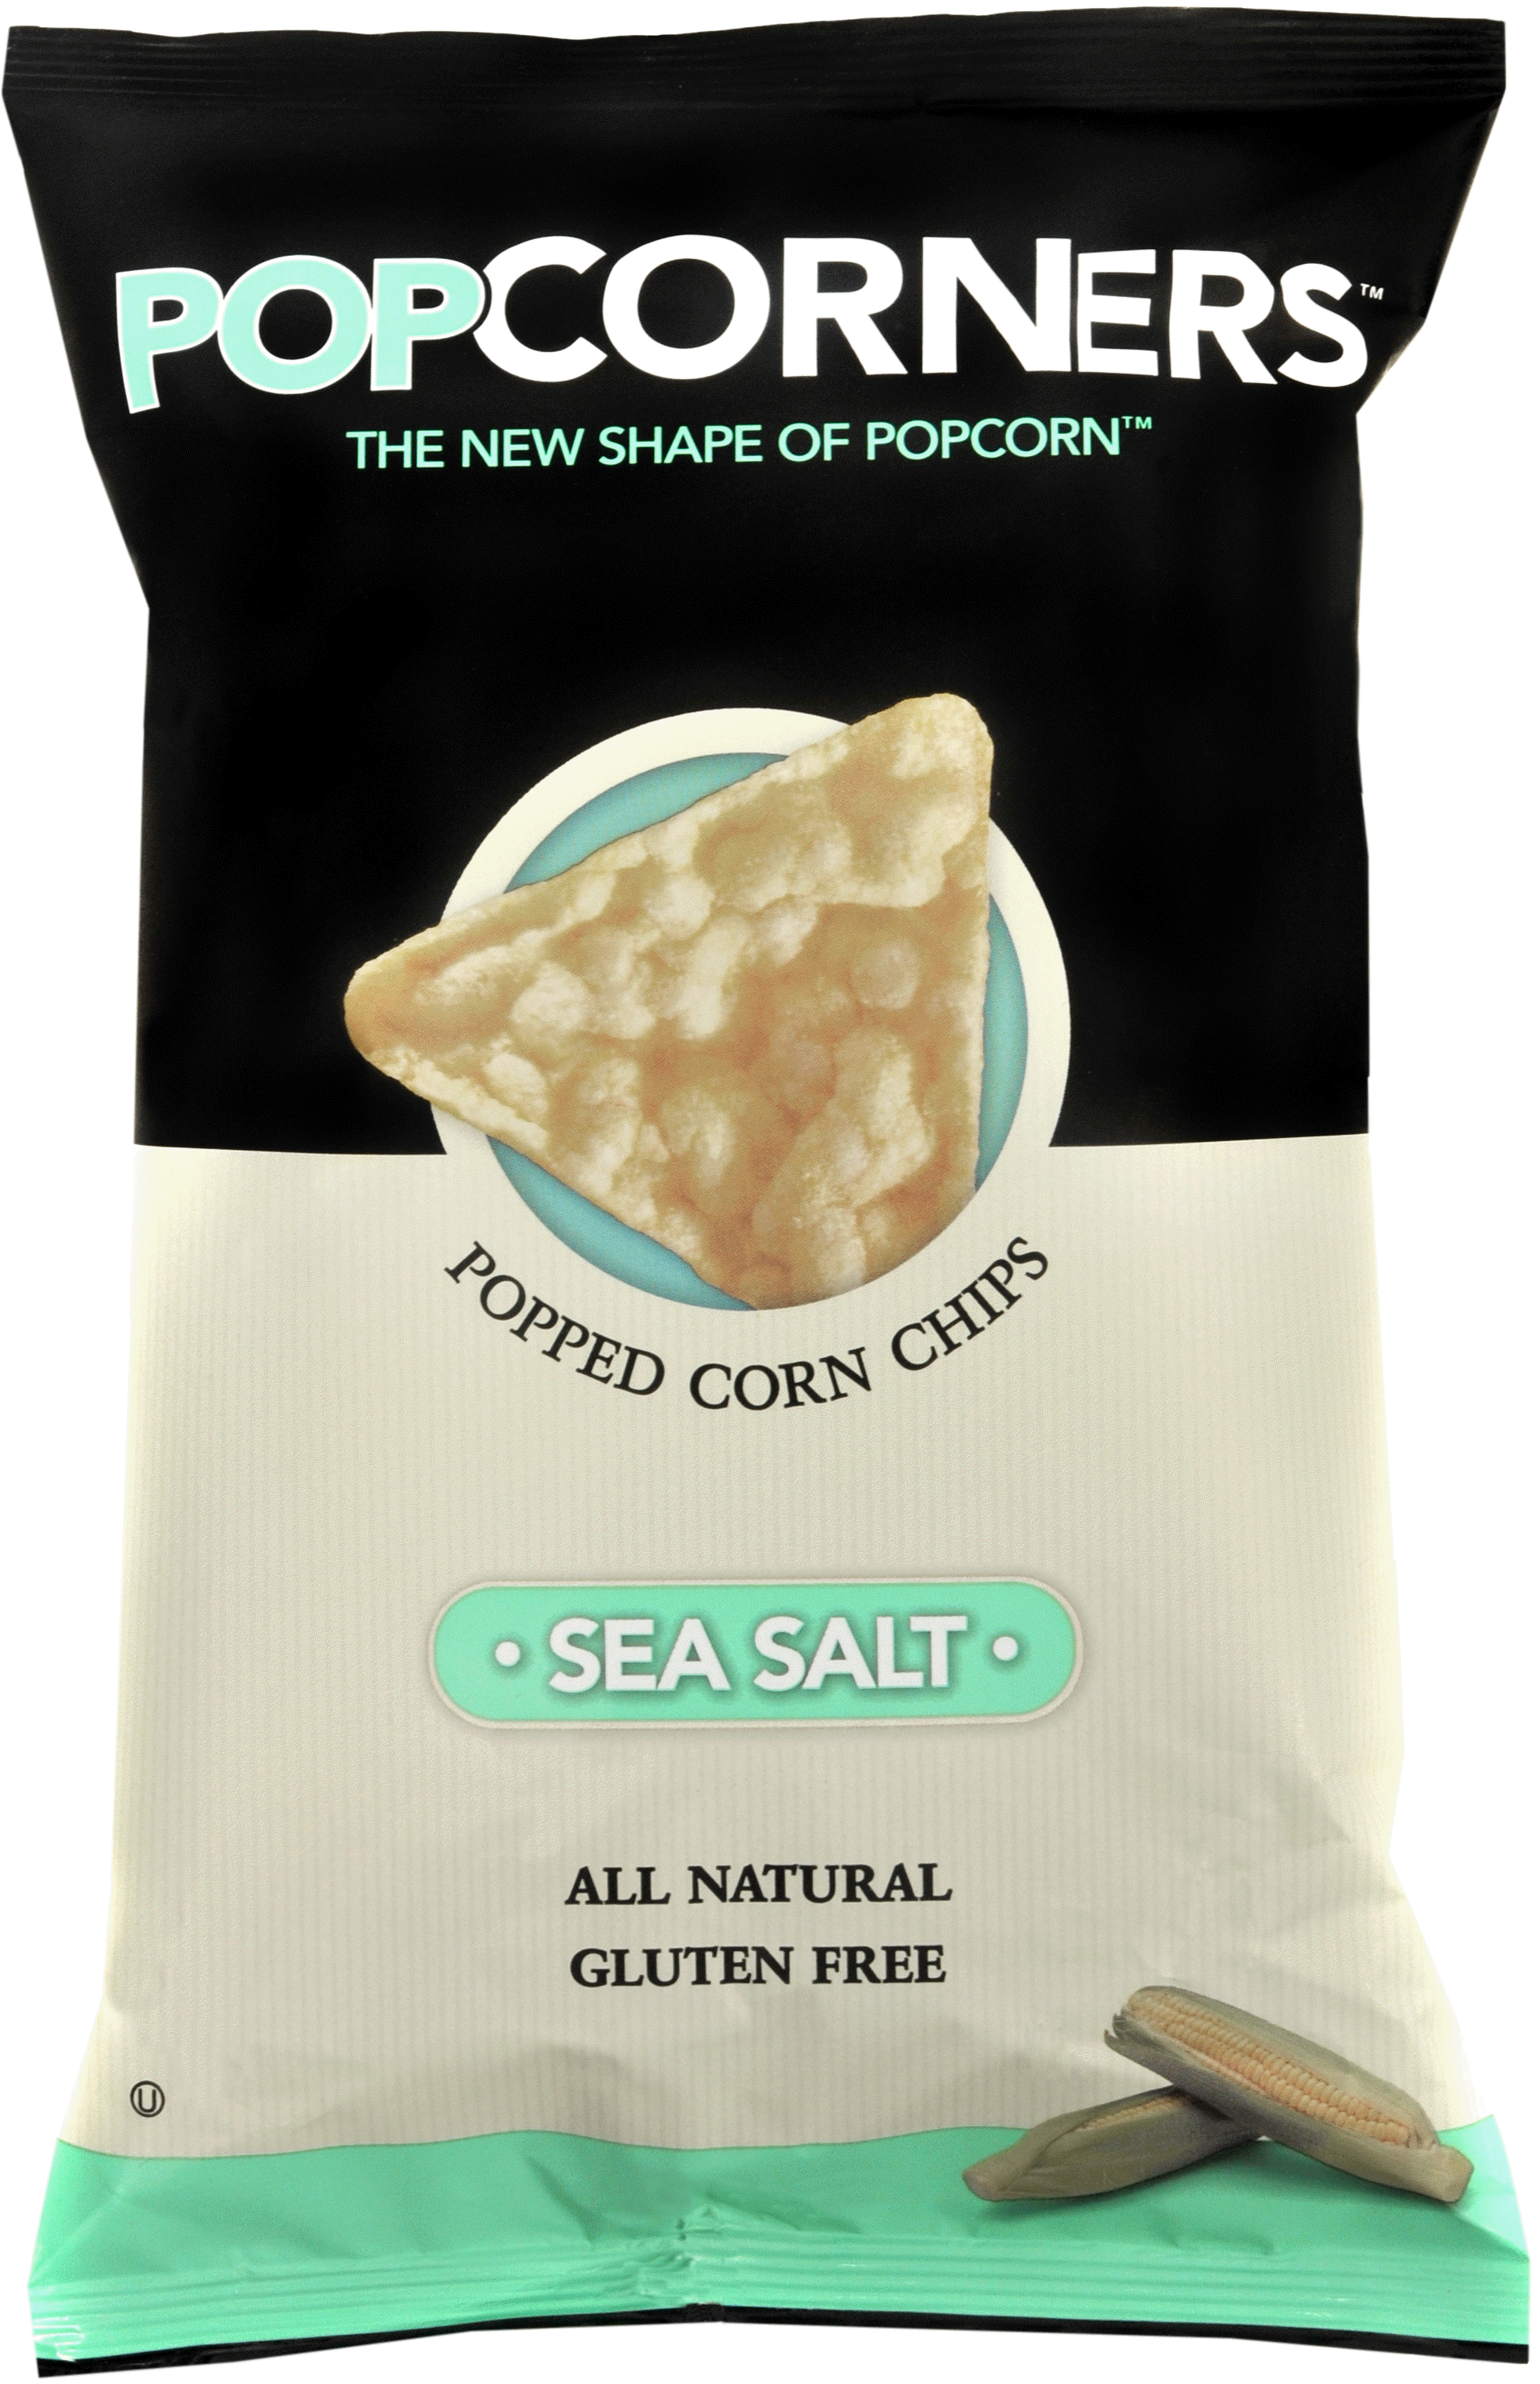 POPCORNERS™
THE NEW SHAPE OF POPCORN™
POPPED CORN CHIPS
• SEA SALT •
ALL NATURAL
GLUTEN FREE
Ⓤ